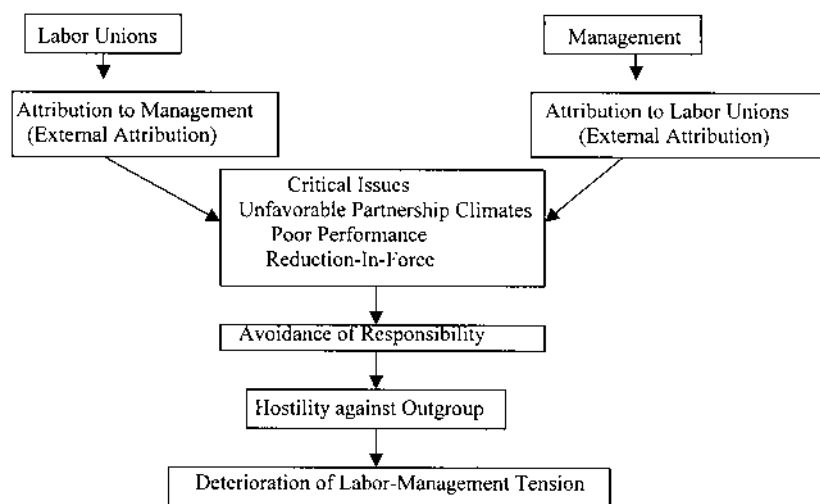 Labor Unions
Management
Attribution to Management
(External Attribution)
Attribution to Labor Unions
(External Attribution)
Critical Issues
Unfavorable Partnership Climates
Poor Performance
Reduction-In-Force
Avoidance of Responsibility
Hostility against Outgroup
Deterioration of Labor-Management Tension